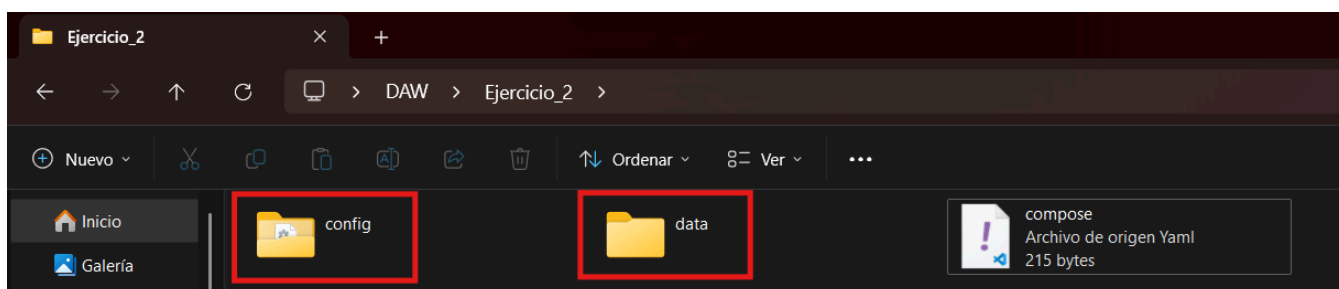 Ejercicio_2
DAW > Ejercicio_2 >
Nuevo
Ordenar
Ver
Inicio
Galería
config
data
compose
Archivo de origen Yaml
215 bytes